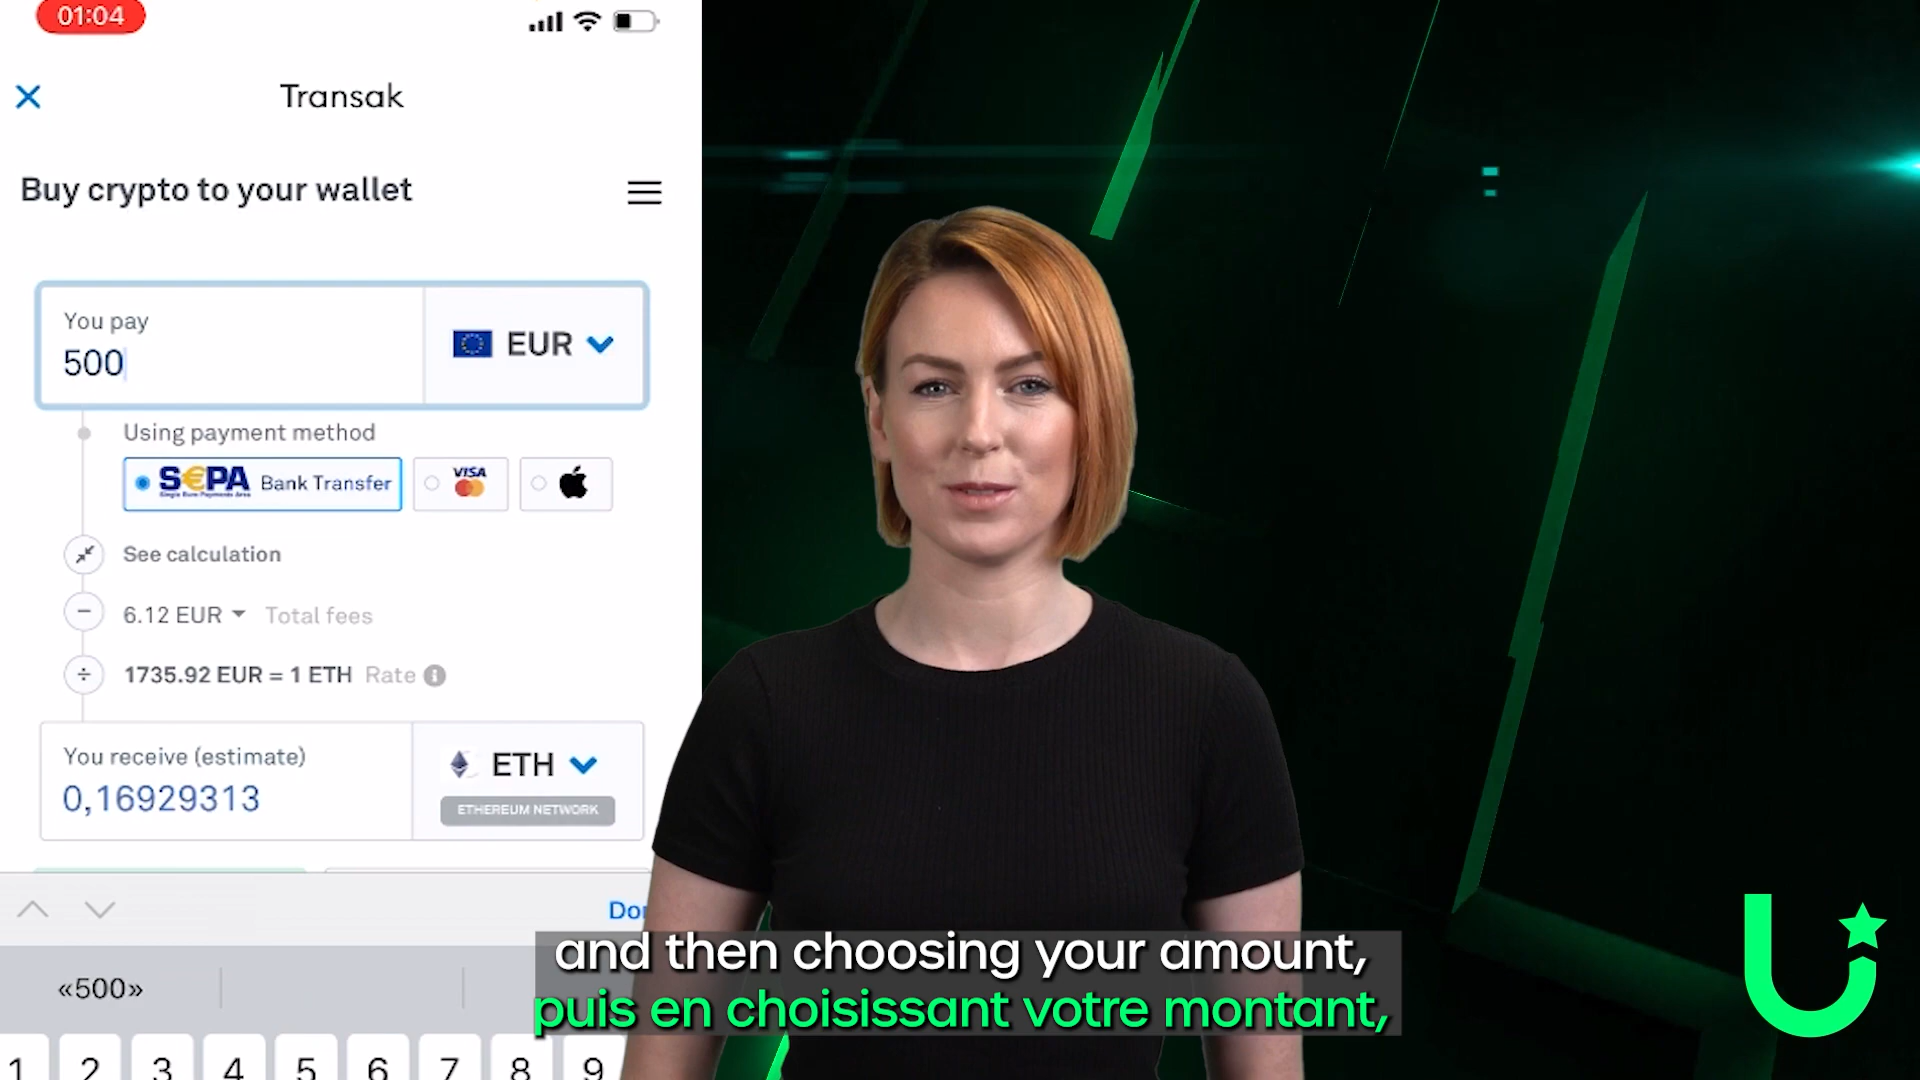 01:04
Transak
Buy crypto to your wallet
You pay
500
EUR
Using payment method
S€PA Bank Transfer
VISA
See calculation
6.12 EUR Total fees
1735.92 EUR = 1 ETH Rate
You receive (estimate)
0,16929313
ETH
ETHEREUM NETWORK
and then choosing your amount,
puis en choisissant votre montant,
«500»
1 2 3 4 5 6 7 8 9